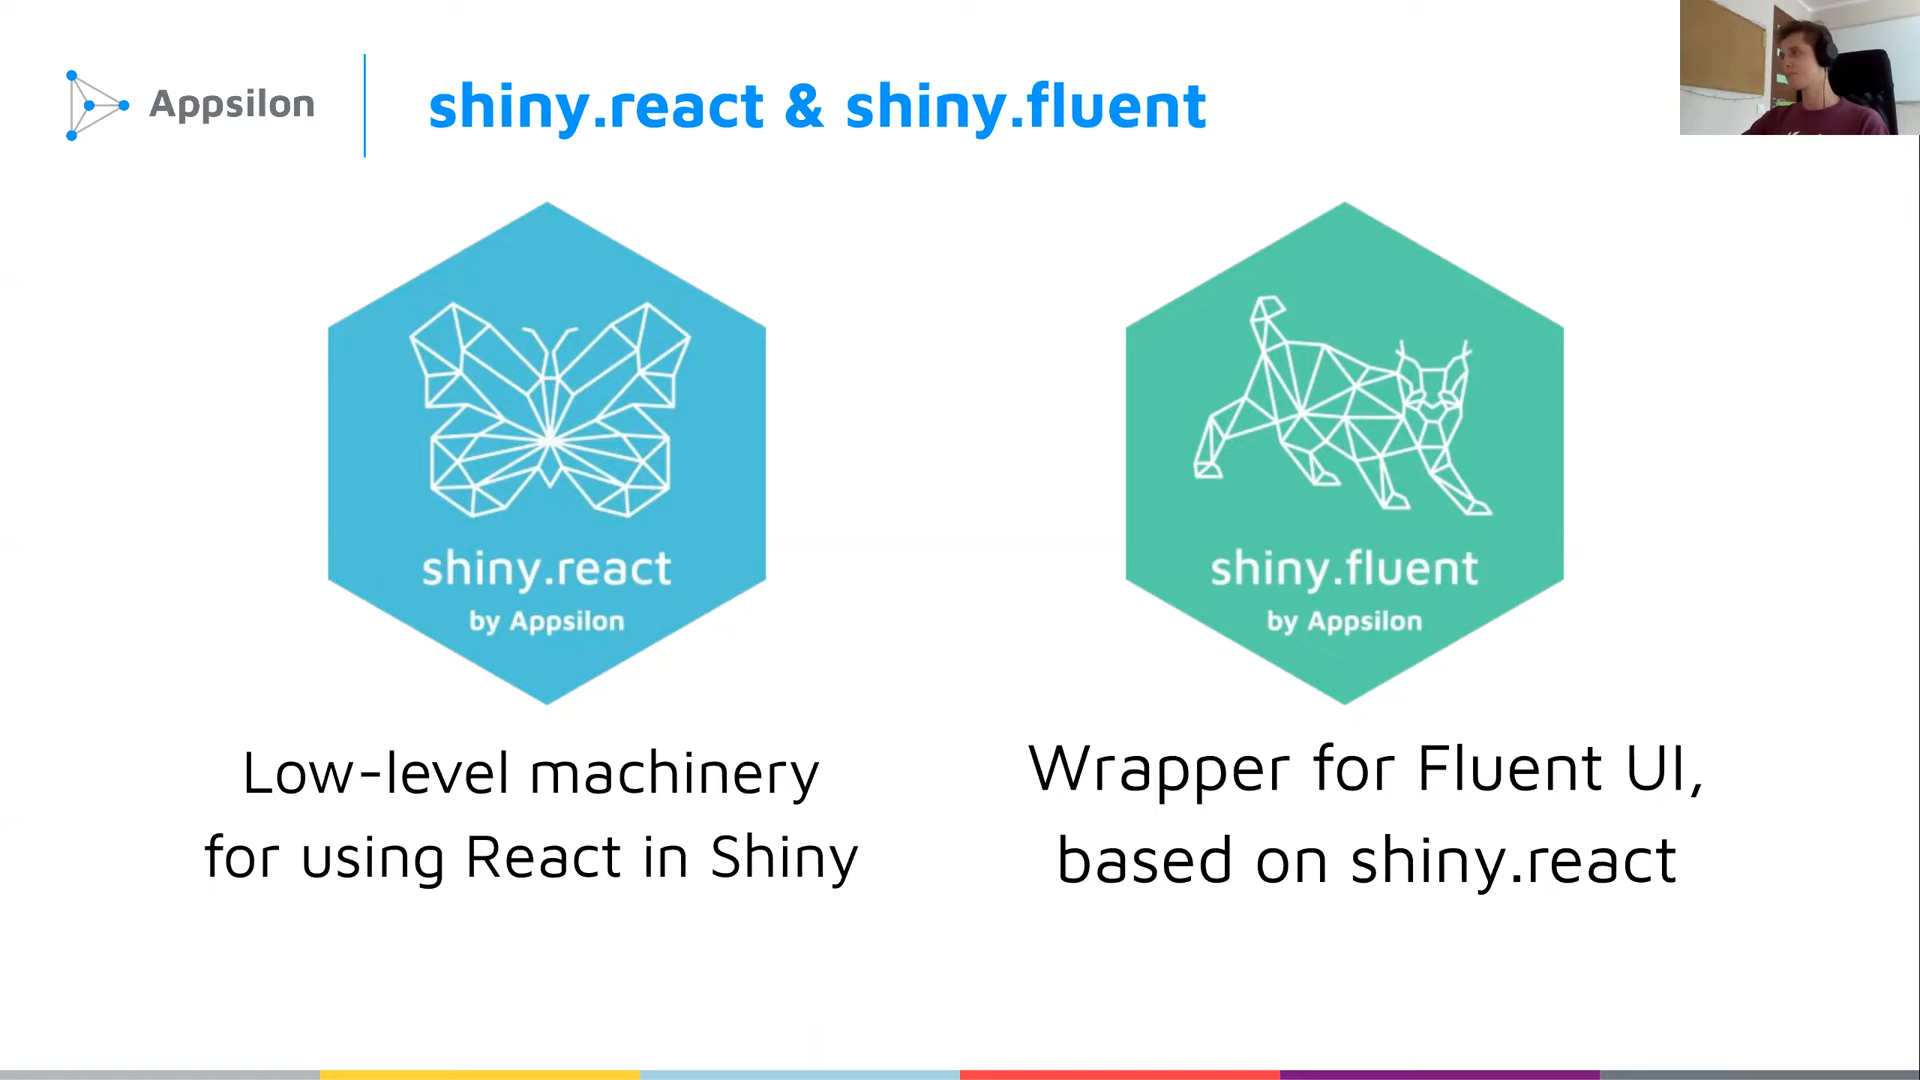 Appsilon
shiny.react & shiny.fluent
shiny.react
by Appsilon
shiny.fluent
by Appsilon
Low-level machinery
for using React in Shiny
Wrapper for Fluent UI,
based on shiny.react